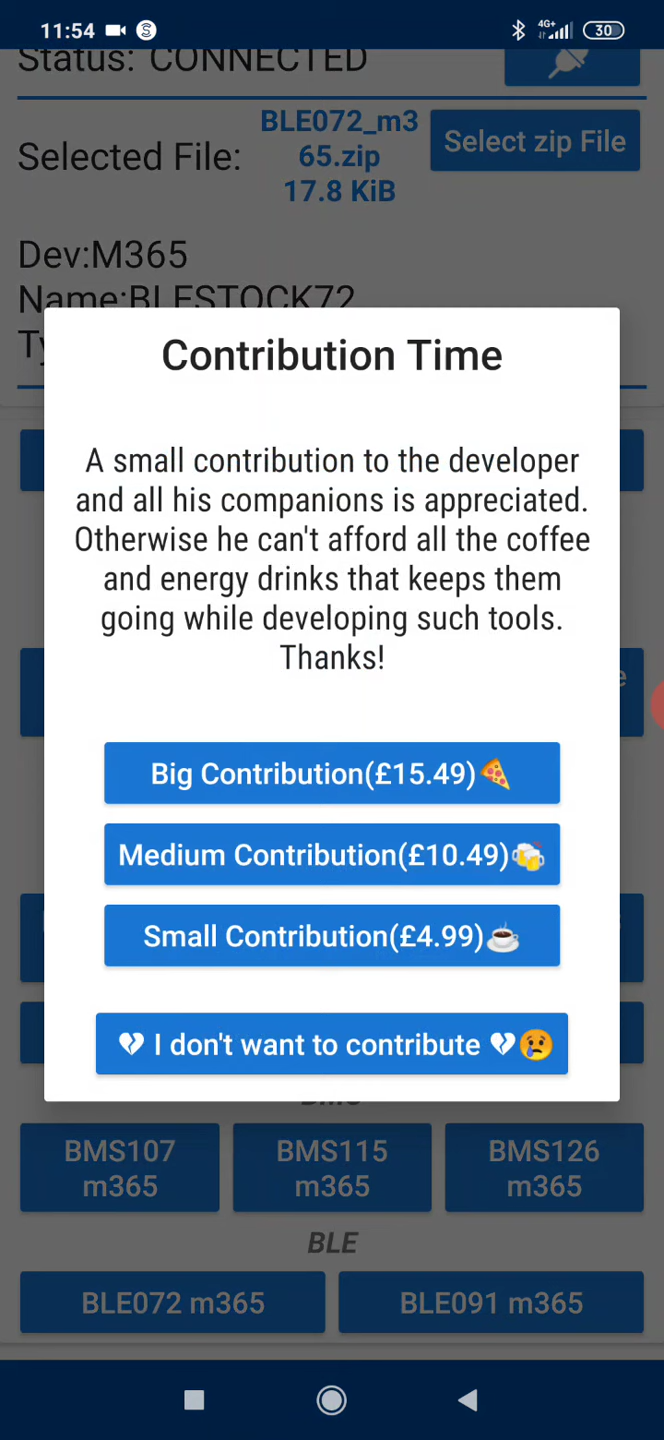 11:54
4G+
30
Status: CONNECTED
Selected File:
BLE072_m3
65.zip
17.8 KiB
Select zip File
Dev:M365
Name:BLESTOCK72
Contribution Time
A small contribution to the developer
and all his companions is appreciated.
Otherwise he can't afford all the coffee
and energy drinks that keeps them
going while developing such tools.
Thanks!
Big Contribution(£15.49)🍕
Medium Contribution(£10.49)🍻
Small Contribution(£4.99)☕
💔 I don't want to contribute 💔😢
BMS107
m365
BMS115
m365
BMS126
m365
BLE
BLE072 m365
BLE091 m365